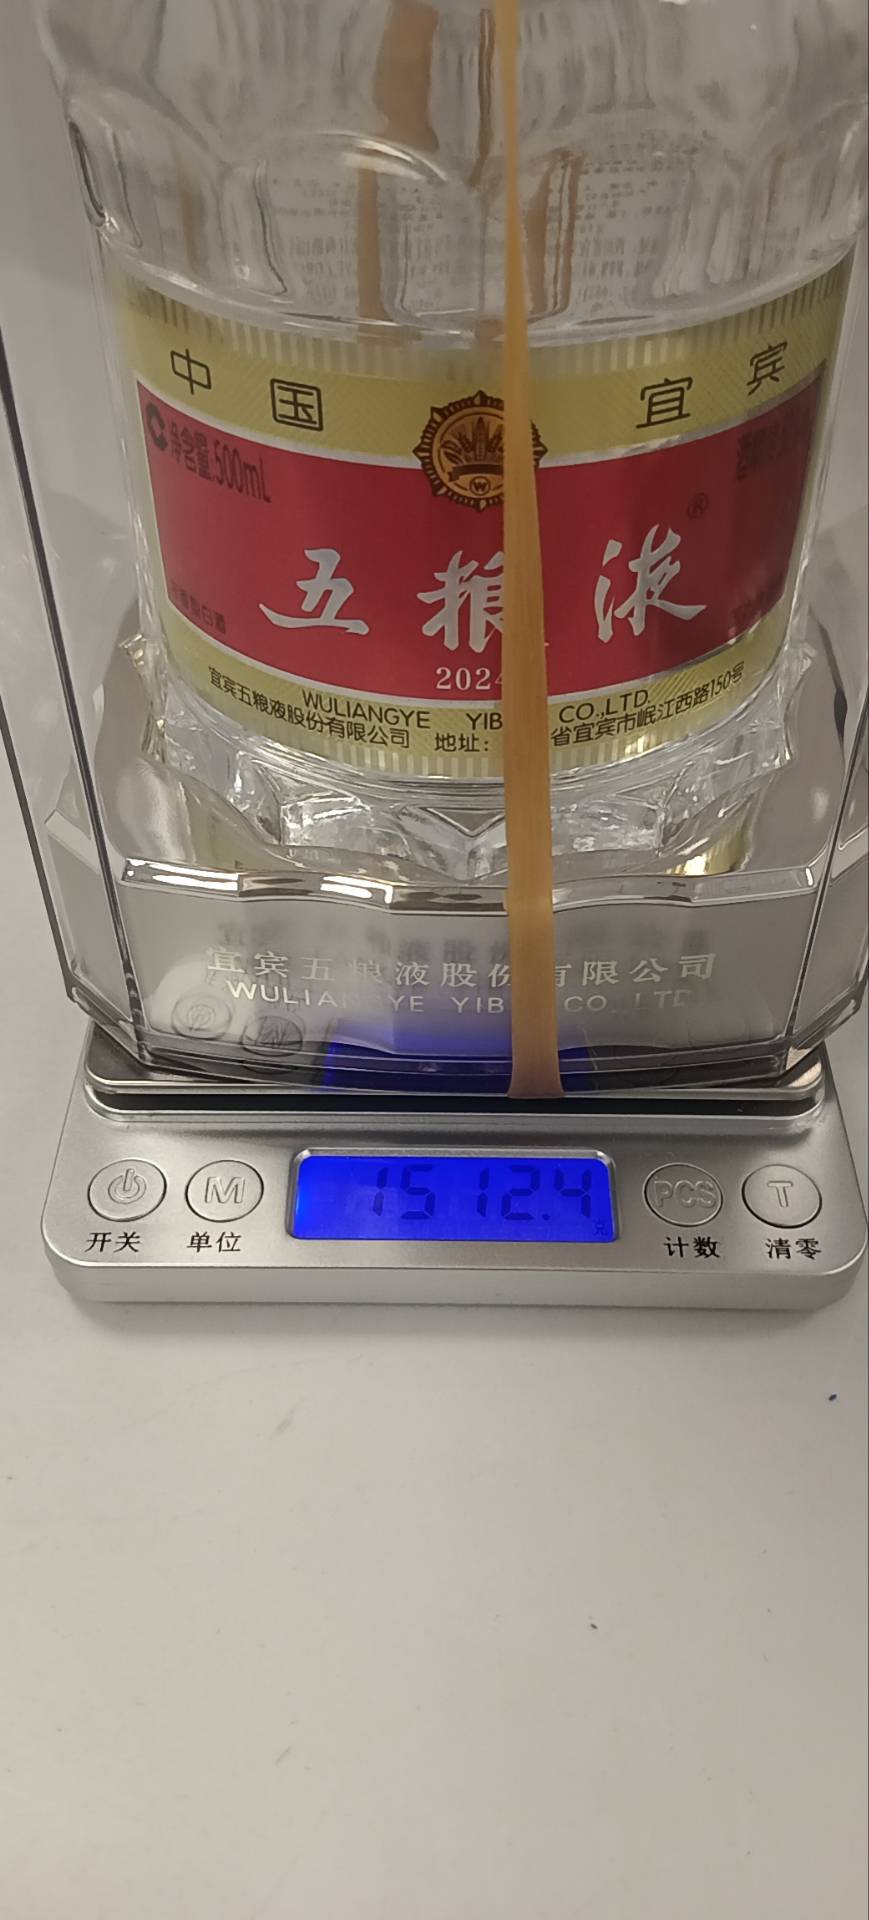 中国 宜宾
净含量:500mL
W
五粮液®
2024
WULIANGYE YIB CO.,LTD.
宜宾五粮液股份有限公司 地址: 省宜宾市岷江西路150号
宜宾五粮液股份有限公司
WULIANGYE YIB CO.,LTD
1512.4
克
M PCS T
开关 单位 计数 清零